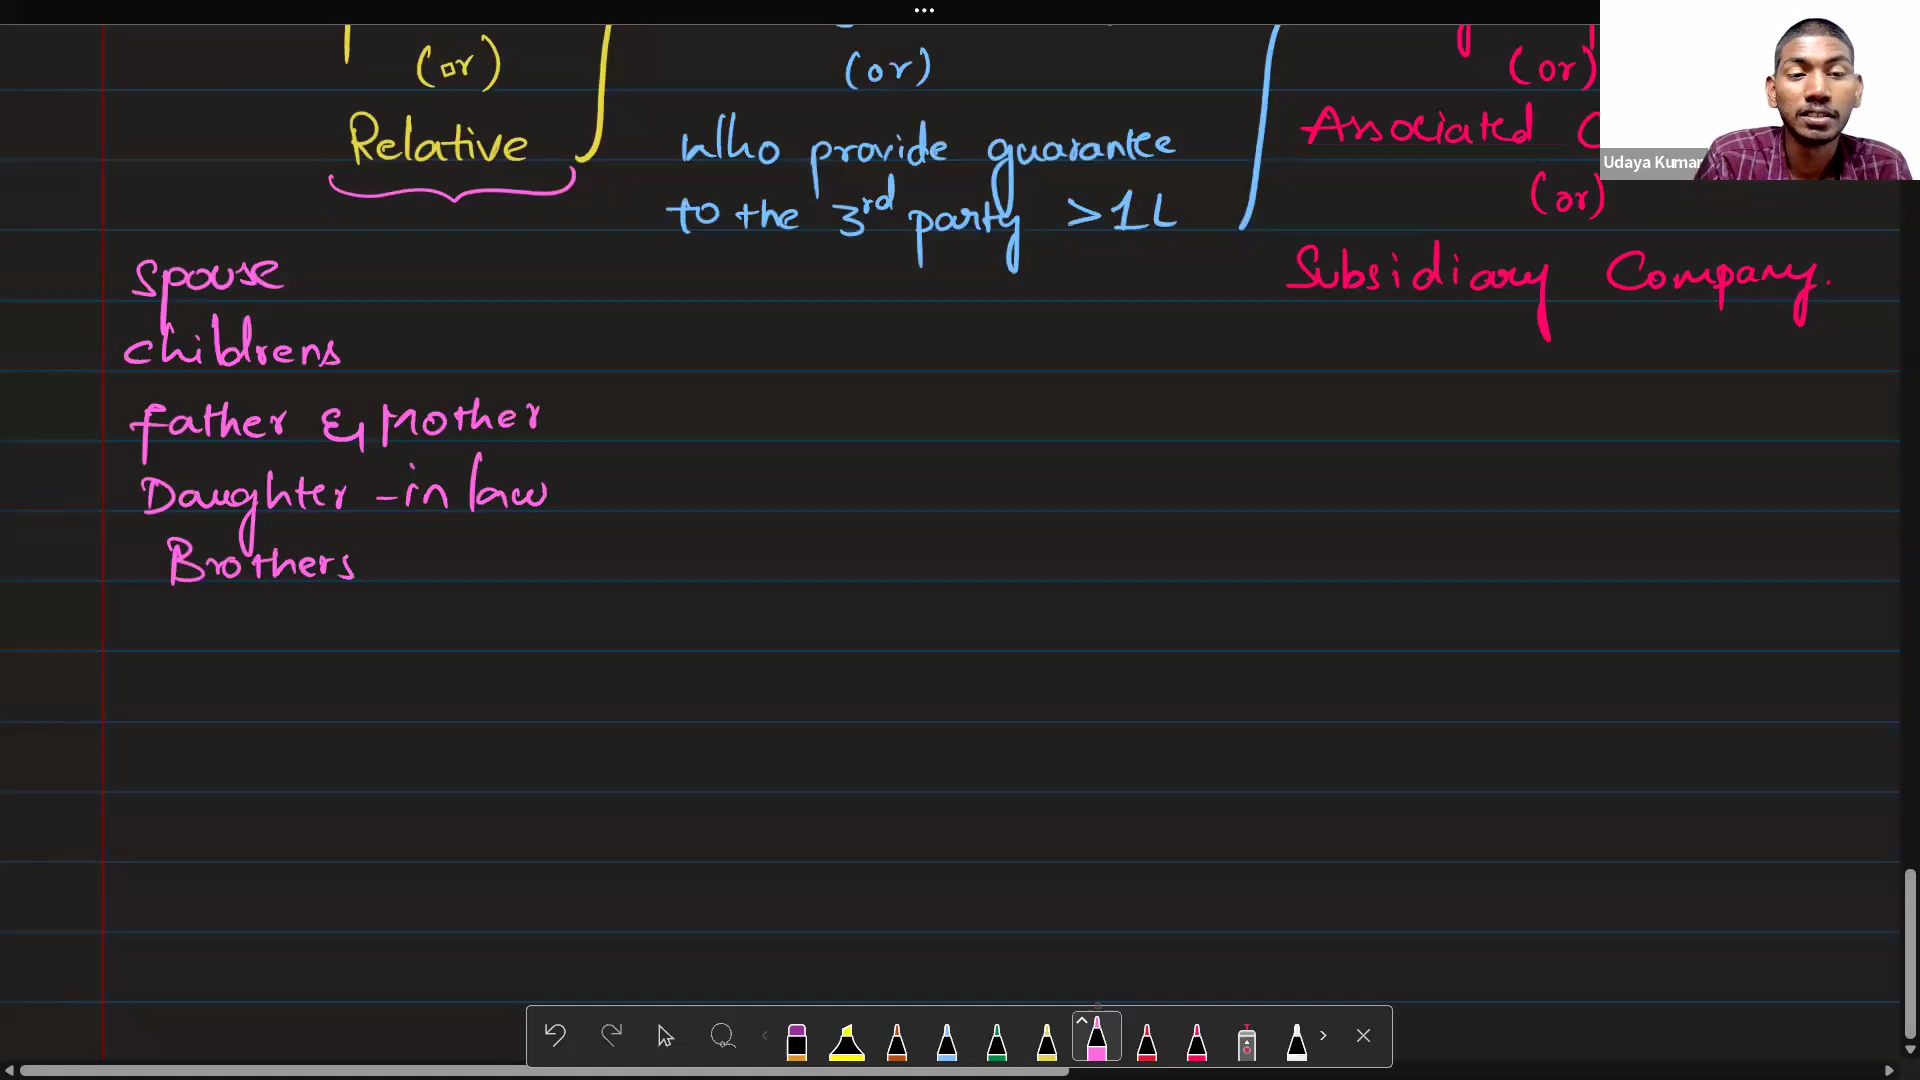 (or)
Relative
(or)
Who provide guarantee
to the 3rd party >1L
(or)
Associated C
(or)
Subsidiary Company.
Spouse
Childrens
Father & Mother
Daughter -in law
Brothers
Udaya Kumar